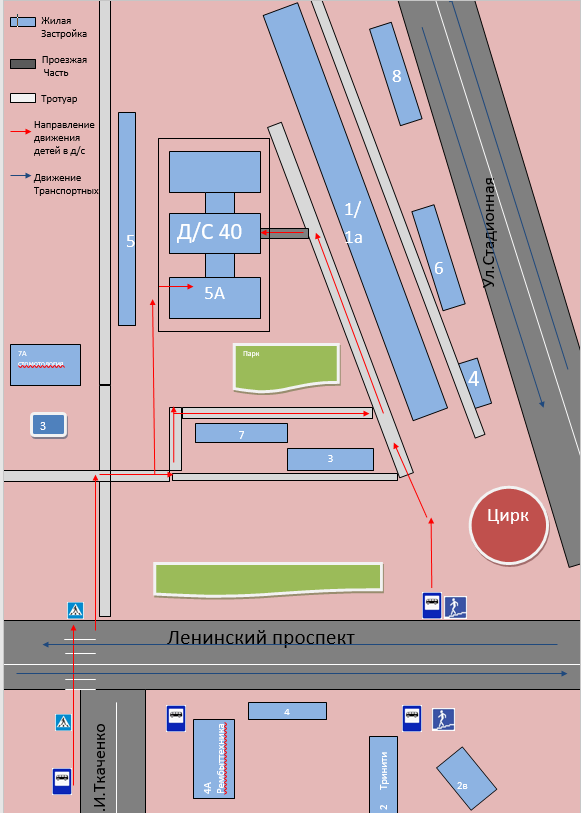 Жилая
Застройка
Проезжая
Часть
Тротуар
Направление
движения
детей в д/с
Движение
Транспортных
8
1/
1а
Ул.Стадионная
5
Д/С 40
6
5А
7А
стоматология
Парк
4
3
7
3
Цирк
Ленинский проспект
.И.Ткаченко
4
4А
Рембыттехника
2 Тринити
2в